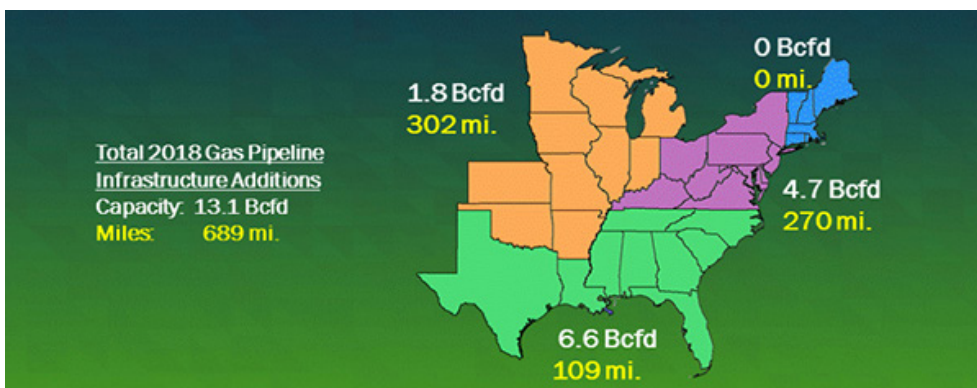 Total 2018 Gas Pipeline
Infrastructure Additions
Capacity: 13.1 Bcfd
Miles: 689 mi.
1.8 Bcfd
302 mi.
0 Bcfd
0 mi.
4.7 Bcfd
270 mi.
6.6 Bcfd
109 mi.